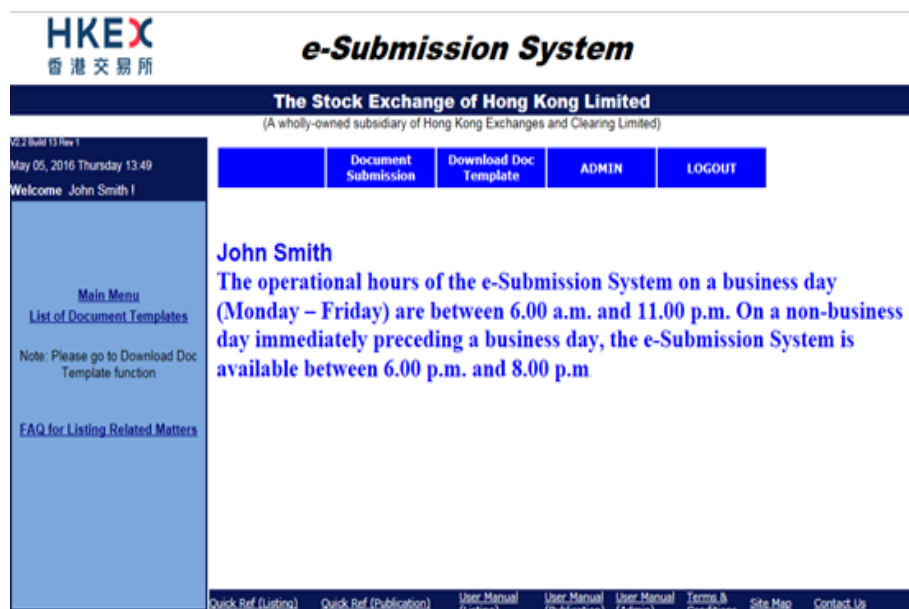 HKEX
香港交易所
e-Submission System
The Stock Exchange of Hong Kong Limited
(A wholly-owned subsidiary of Hong Kong Exchanges and Clearing Limited)
V2.2 Build 13 Rev 1
May 05, 2016 Thursday 13:49
Welcome John Smith !
Document Submission
Download Doc Template
ADMIN
LOGOUT
Main Menu
List of Document Templates
Note: Please go to Download Doc
Template function
FAQ for Listing Related Matters
John Smith
The operational hours of the e-Submission System on a business day
(Monday – Friday) are between 6.00 a.m. and 11.00 p.m. On a non-business
day immediately preceding a business day, the e-Submission System is
available between 6.00 p.m. and 8.00 p.m.
Quick Ref (Listing)
Quick Ref (Publication)
User Manual
User Manual
User Manual
Terms &
Site Map
Contact Us